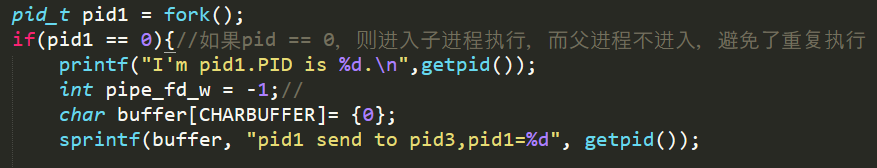 pid_t pid1 = fork();
if(pid1 == 0){//如果pid == 0, 则进入子进程执行, 而父进程不进入, 避免了重复执行
printf("I'm pid1.PID is %d.\n",getpid());
int pipe_fd_w = -1;//
char buffer[CHARBUFFER]= {0};
sprintf(buffer, "pid1 send to pid3,pid1=%d", getpid());